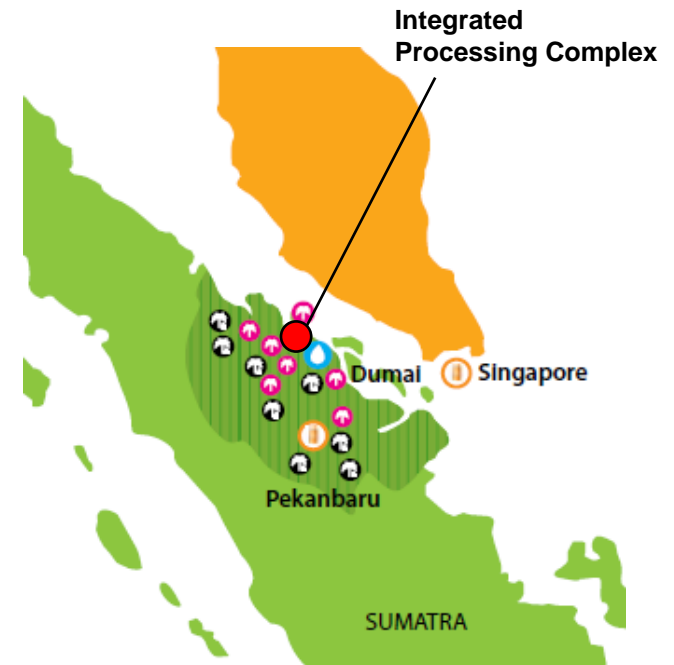 Integrated
Processing Complex
Dumai
Singapore
Pekanbaru
SUMATRA